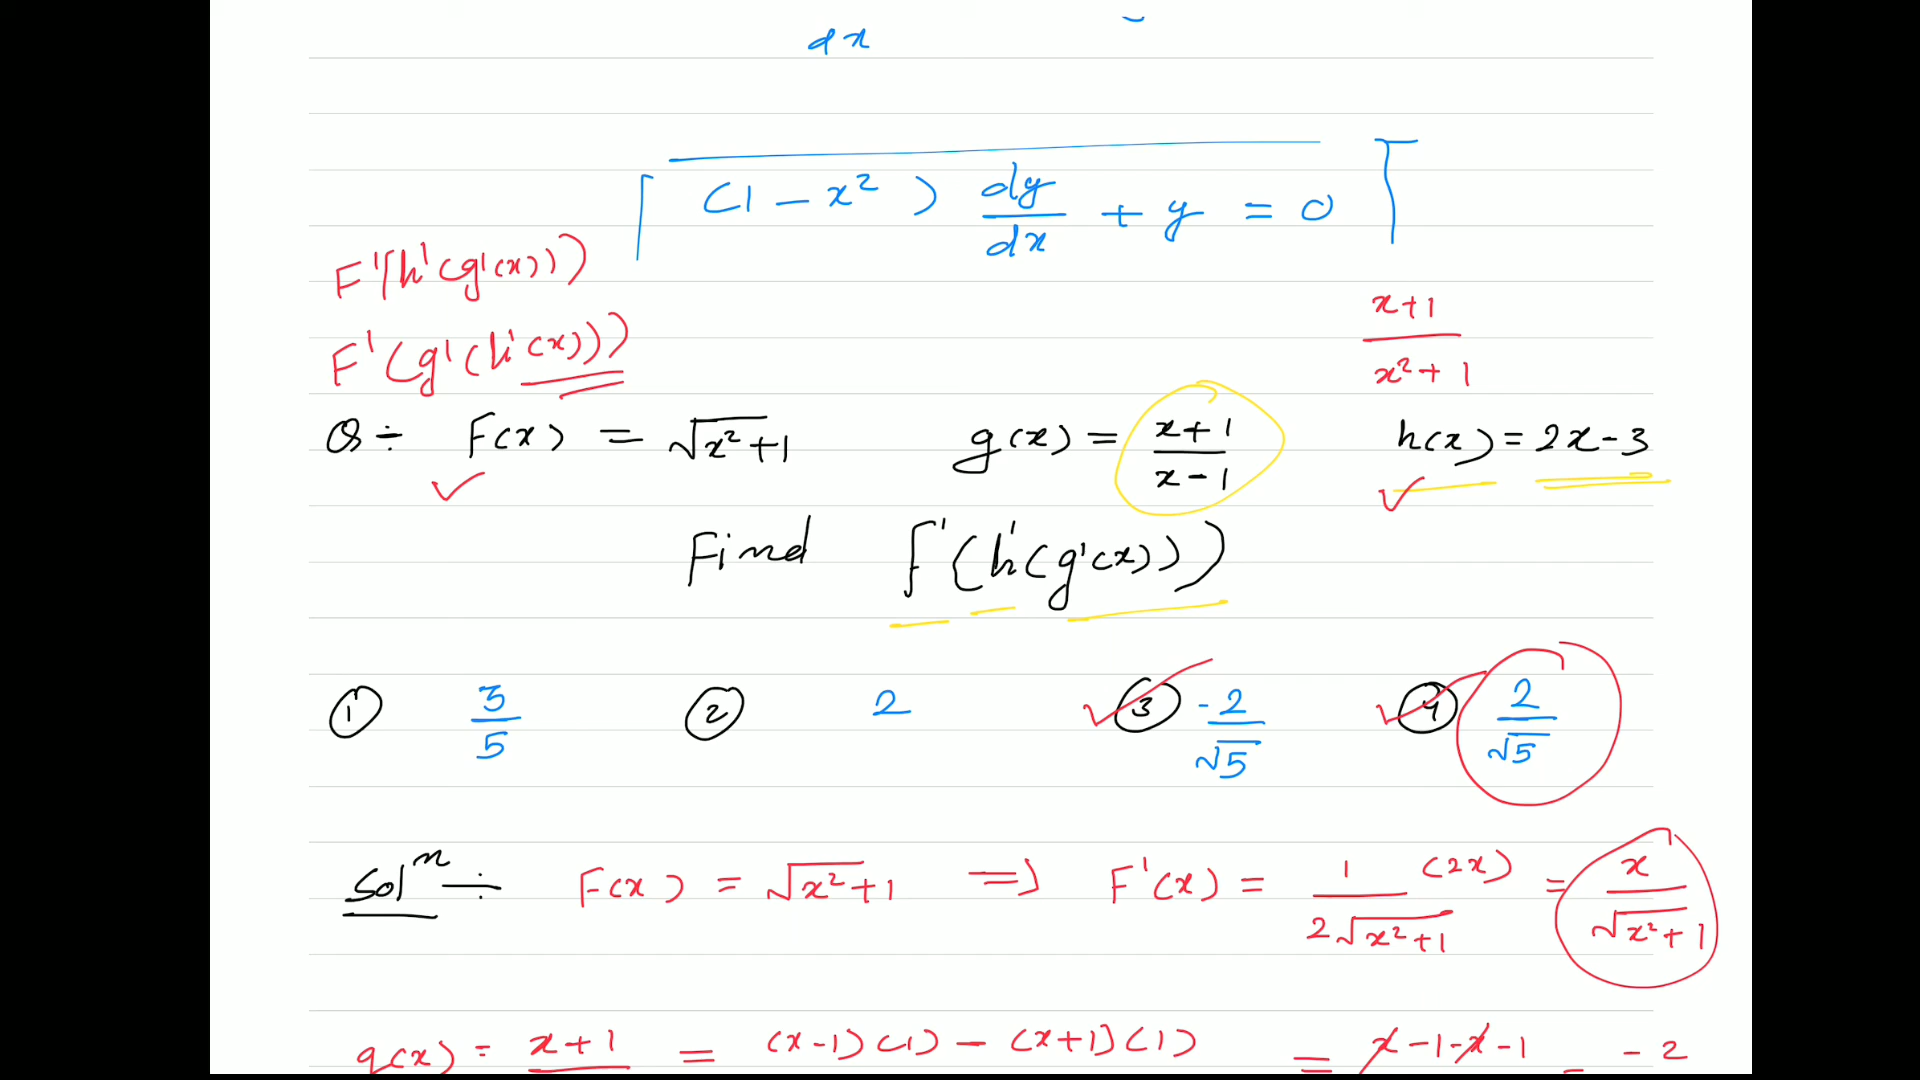 dx
(1 - x²) dy/dx + y = 0
F'(h'(g'(x)))
F'(g'(h'(x)))
x+1/x²+1
Q÷ F(x) = √x²+1 g(x) = x+1/x-1 h(x) = 2x-3
Find f'(h'(g'(x)))
① 3/5 ② 2 ③ -2/√5 ④ 2/√5
Solⁿ÷ F(x) = √x²+1 => F'(x) = 1/2√x²+1 (2x) = x/√x²+1
g(x) = x+1 = (x-1)(1) - (x+1)(1) = x-1-x-1 = -2